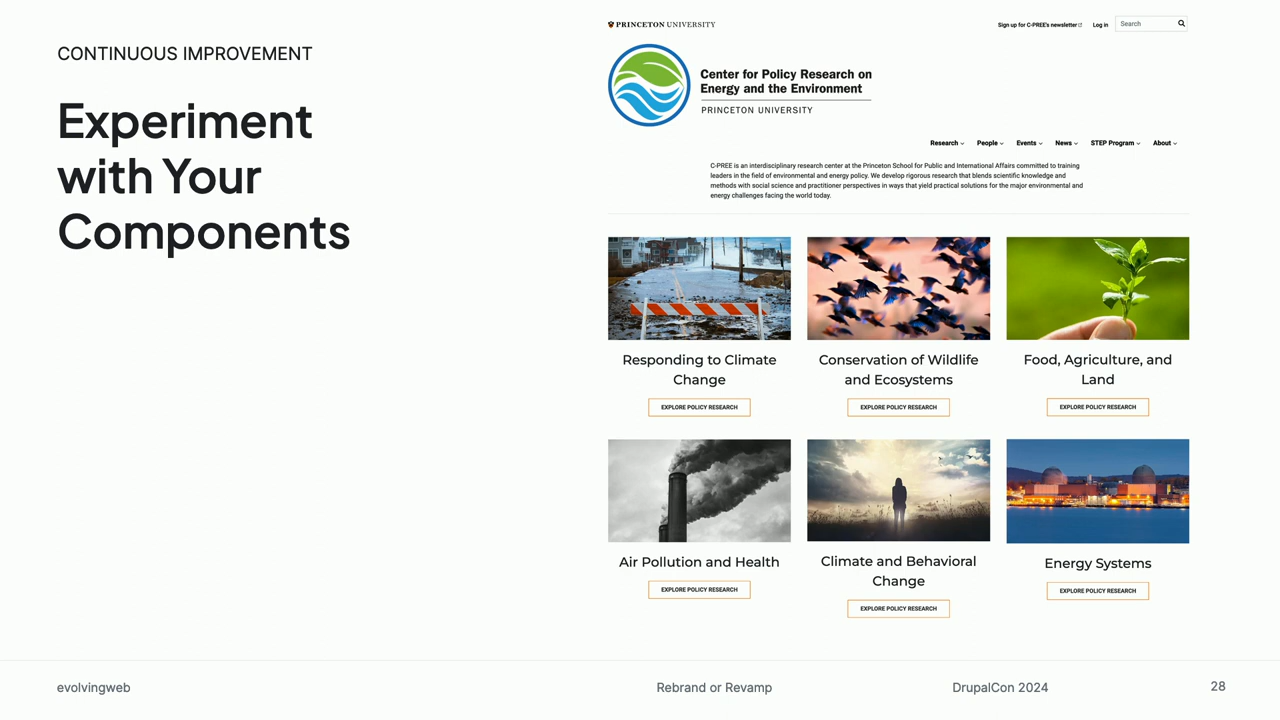 CONTINUOUS IMPROVEMENT
Experiment
with Your
Components
PRINCETON UNIVERSITY
Sign up for C-PREE's newsletter
Log in
Search
Center for Policy Research on
Energy and the Environment
PRINCETON UNIVERSITY
Research
People
Events
News
STEP Program
About
C-PREE is an interdisciplinary research center at the Princeton School for Public and International Affairs committed to training
leaders in the field of environmental and energy policy. We develop rigorous research that blends scientific knowledge and
methods with social science and practitioner perspectives in ways that yield practical solutions for the major environmental and
energy challenges facing the world today.
Responding to Climate
Change
EXPLORE POLICY RESEARCH
Conservation of Wildlife
and Ecosystems
EXPLORE POLICY RESEARCH
Food, Agriculture, and
Land
EXPLORE POLICY RESEARCH
Air Pollution and Health
EXPLORE POLICY RESEARCH
Climate and Behavioral
Change
EXPLORE POLICY RESEARCH
Energy Systems
EXPLORE POLICY RESEARCH
evolvingweb
Rebrand or Revamp
DrupalCon 2024
28